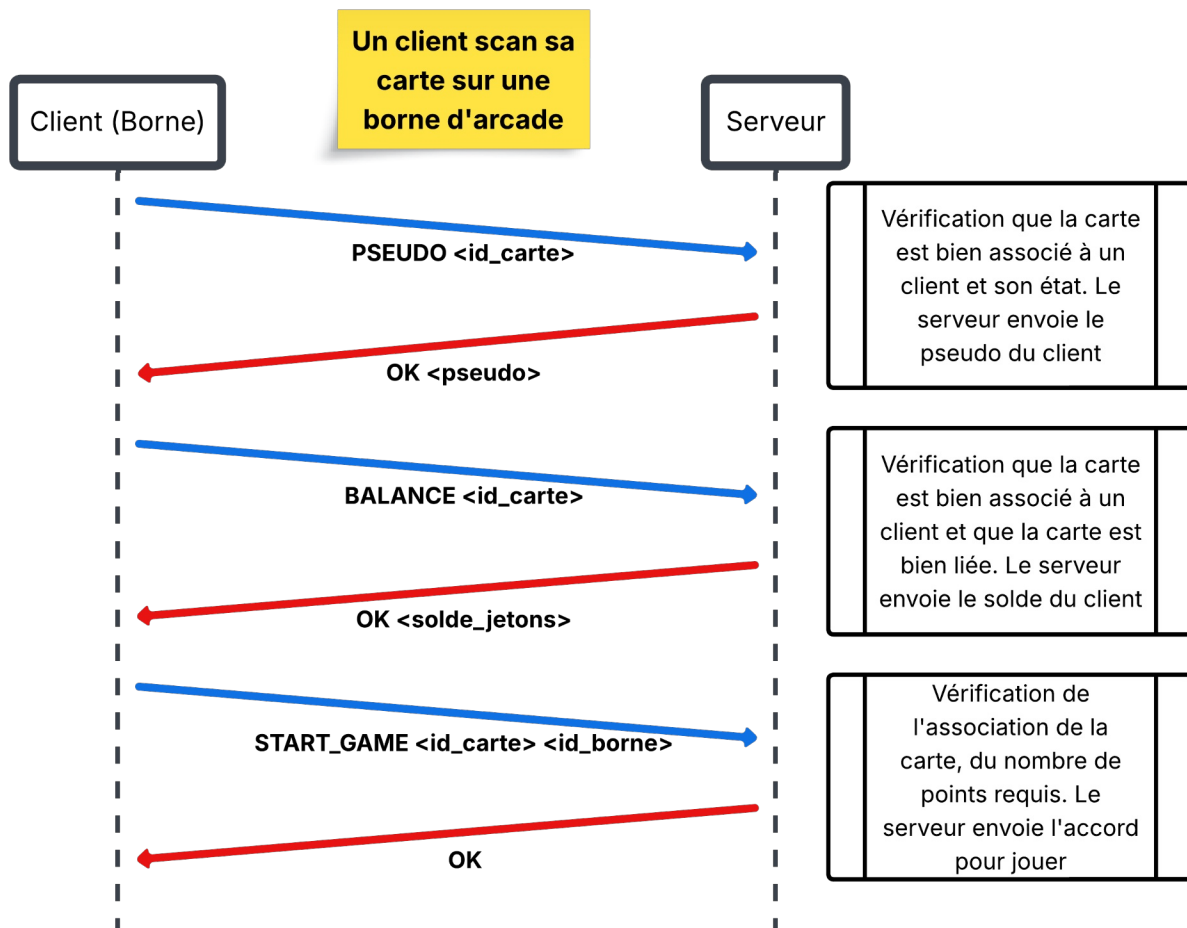 Un client scan sa
carte sur une
borne d'arcade
Client (Borne)
Serveur
PSEUDO <id_carte>
Vérification que la carte
est bien associé à un
client et son état. Le
serveur envoie le
pseudo du client
OK <pseudo>
BALANCE <id_carte>
Vérification que la carte
est bien associé à un
client et que la carte est
bien liée. Le serveur
envoie le solde du client
OK <solde_jetons>
START_GAME <id_carte> <id_borne>
Vérification de
l'association de la
carte, du nombre de
points requis. Le
serveur envoie l'accord
pour jouer
OK